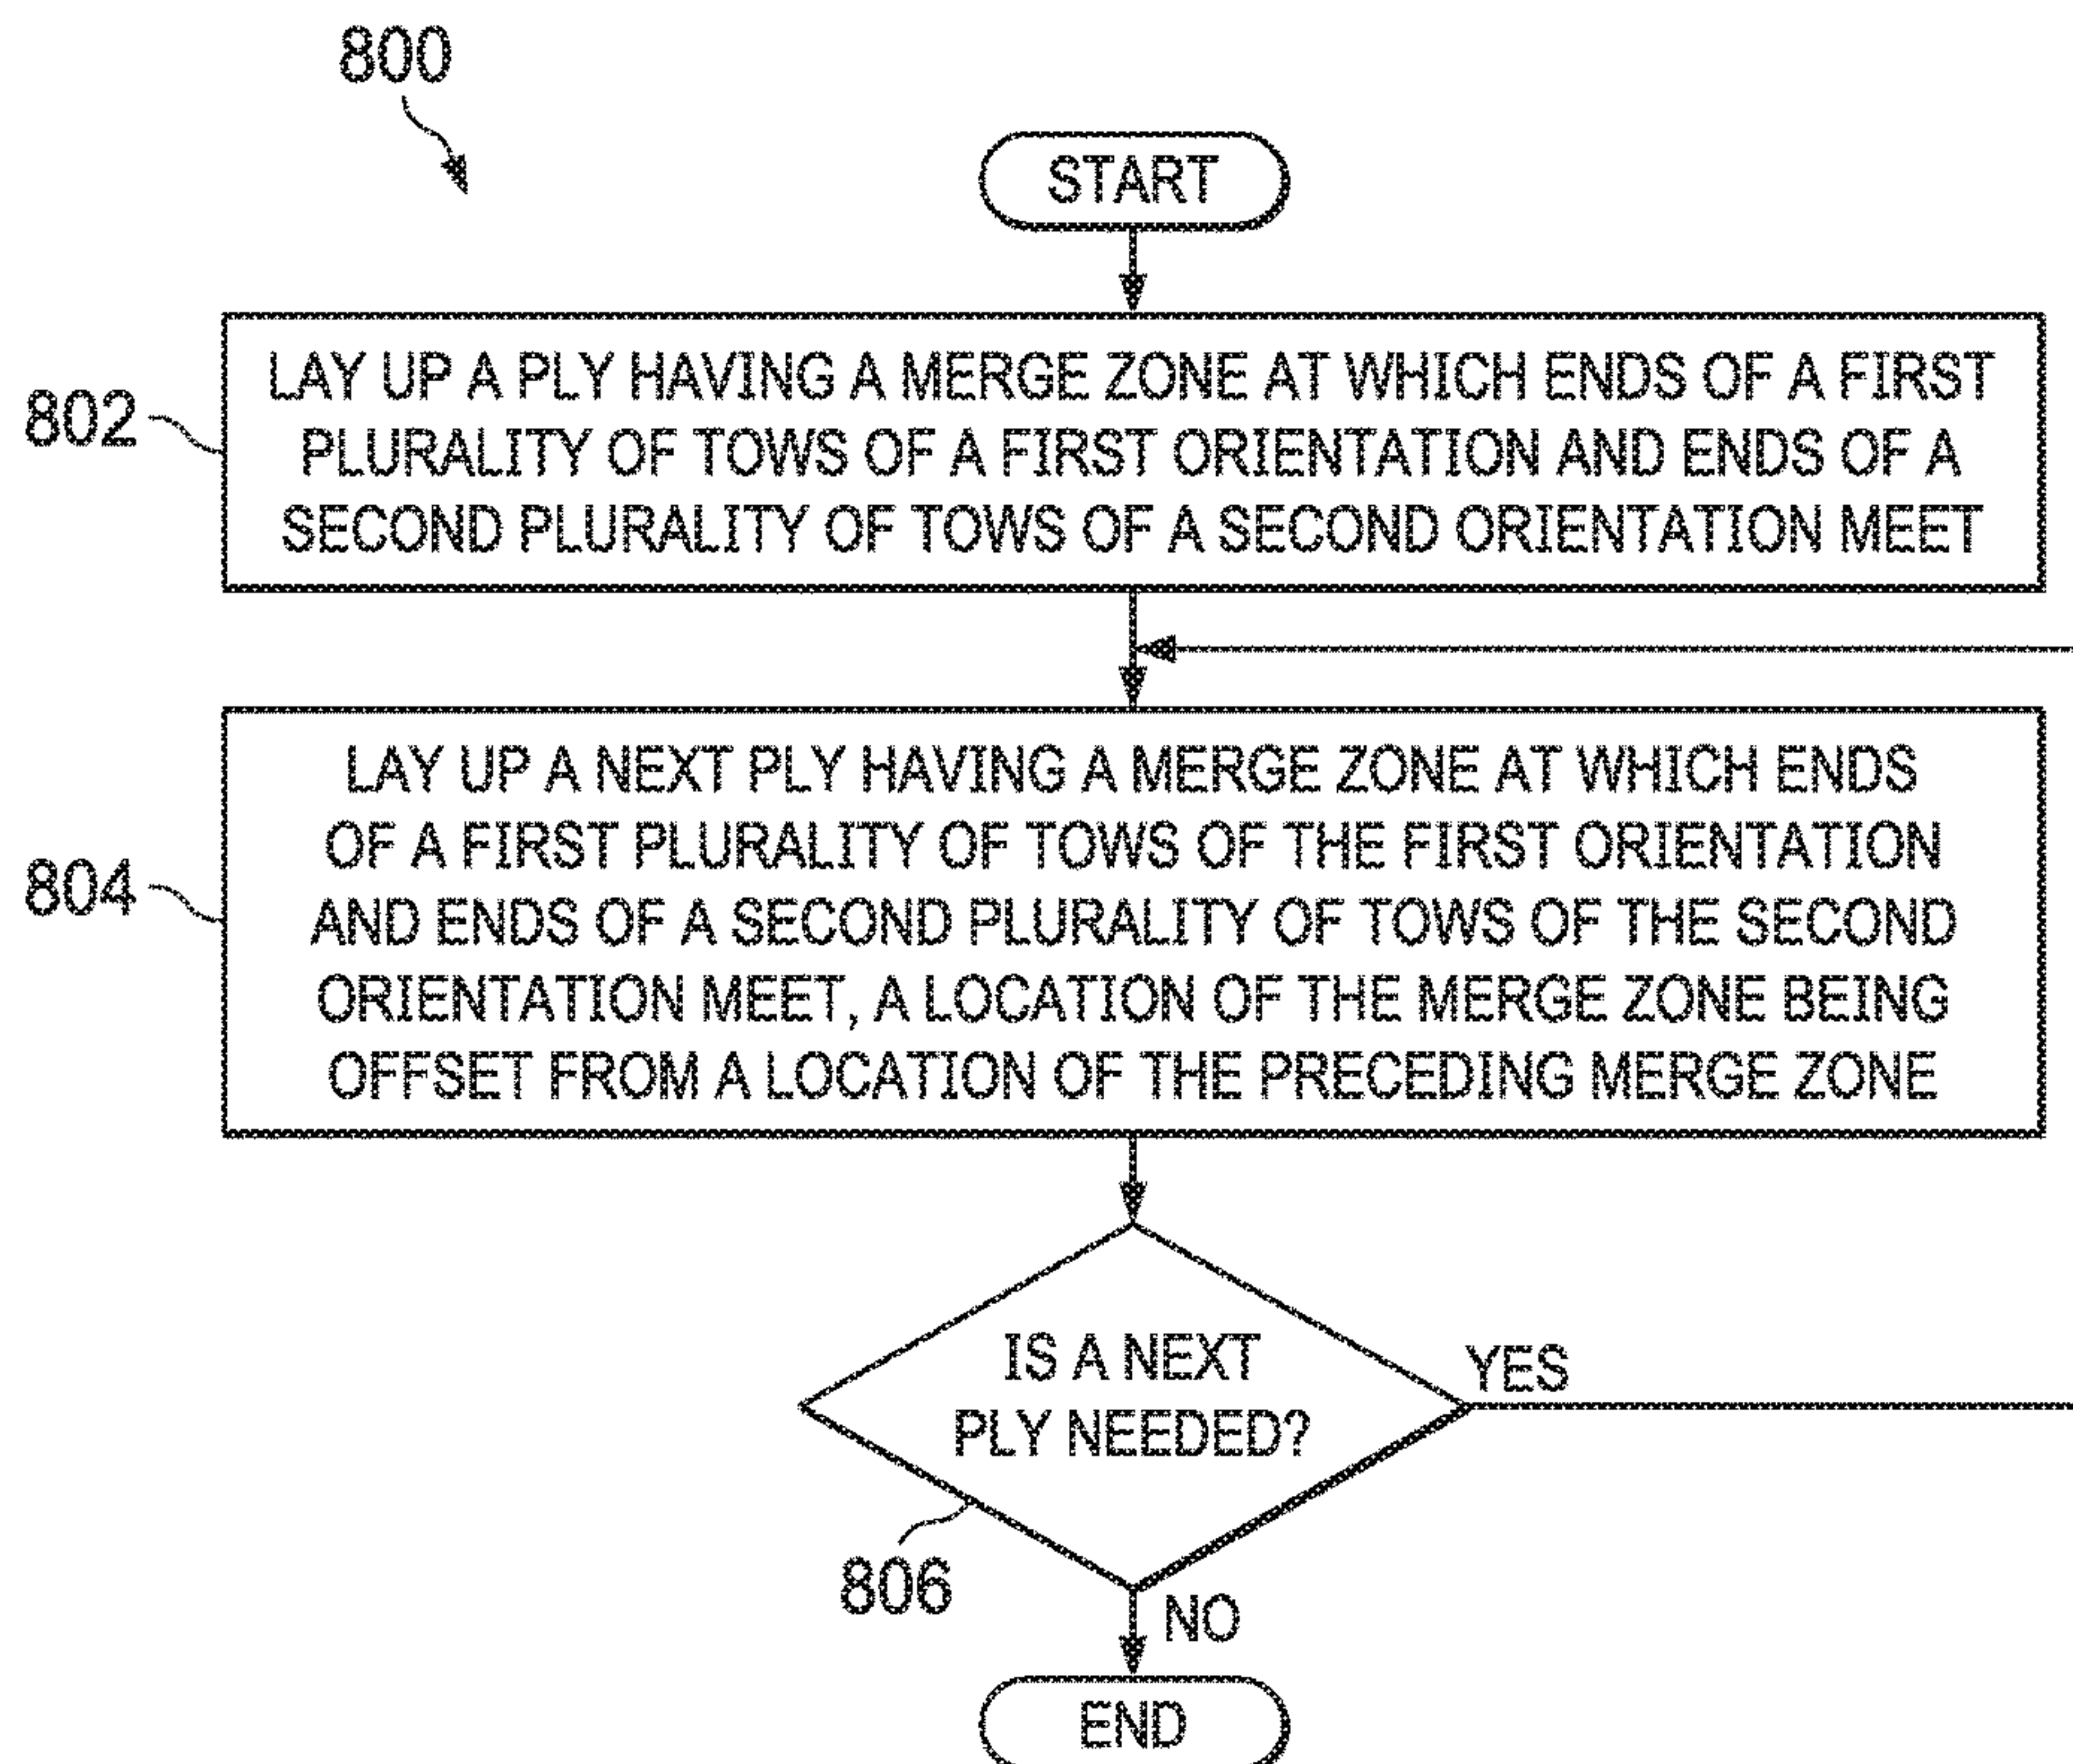 800
START
802
LAY UP A PLY HAVING A MERGE ZONE AT WHICH ENDS OF A FIRST
PLURALITY OF TOWS OF A FIRST ORIENTATION AND ENDS OF A
SECOND PLURALITY OF TOWS OF A SECOND ORIENTATION MEET
804
LAY UP A NEXT PLY HAVING A MERGE ZONE AT WHICH ENDS
OF A FIRST PLURALITY OF TOWS OF THE FIRST ORIENTATION
AND ENDS OF A SECOND PLURALITY OF TOWS OF THE SECOND
ORIENTATION MEET, A LOCATION OF THE MERGE ZONE BEING
OFFSET FROM A LOCATION OF THE PRECEDING MERGE ZONE
IS A NEXT
PLY NEEDED?
YES
806
NO
END